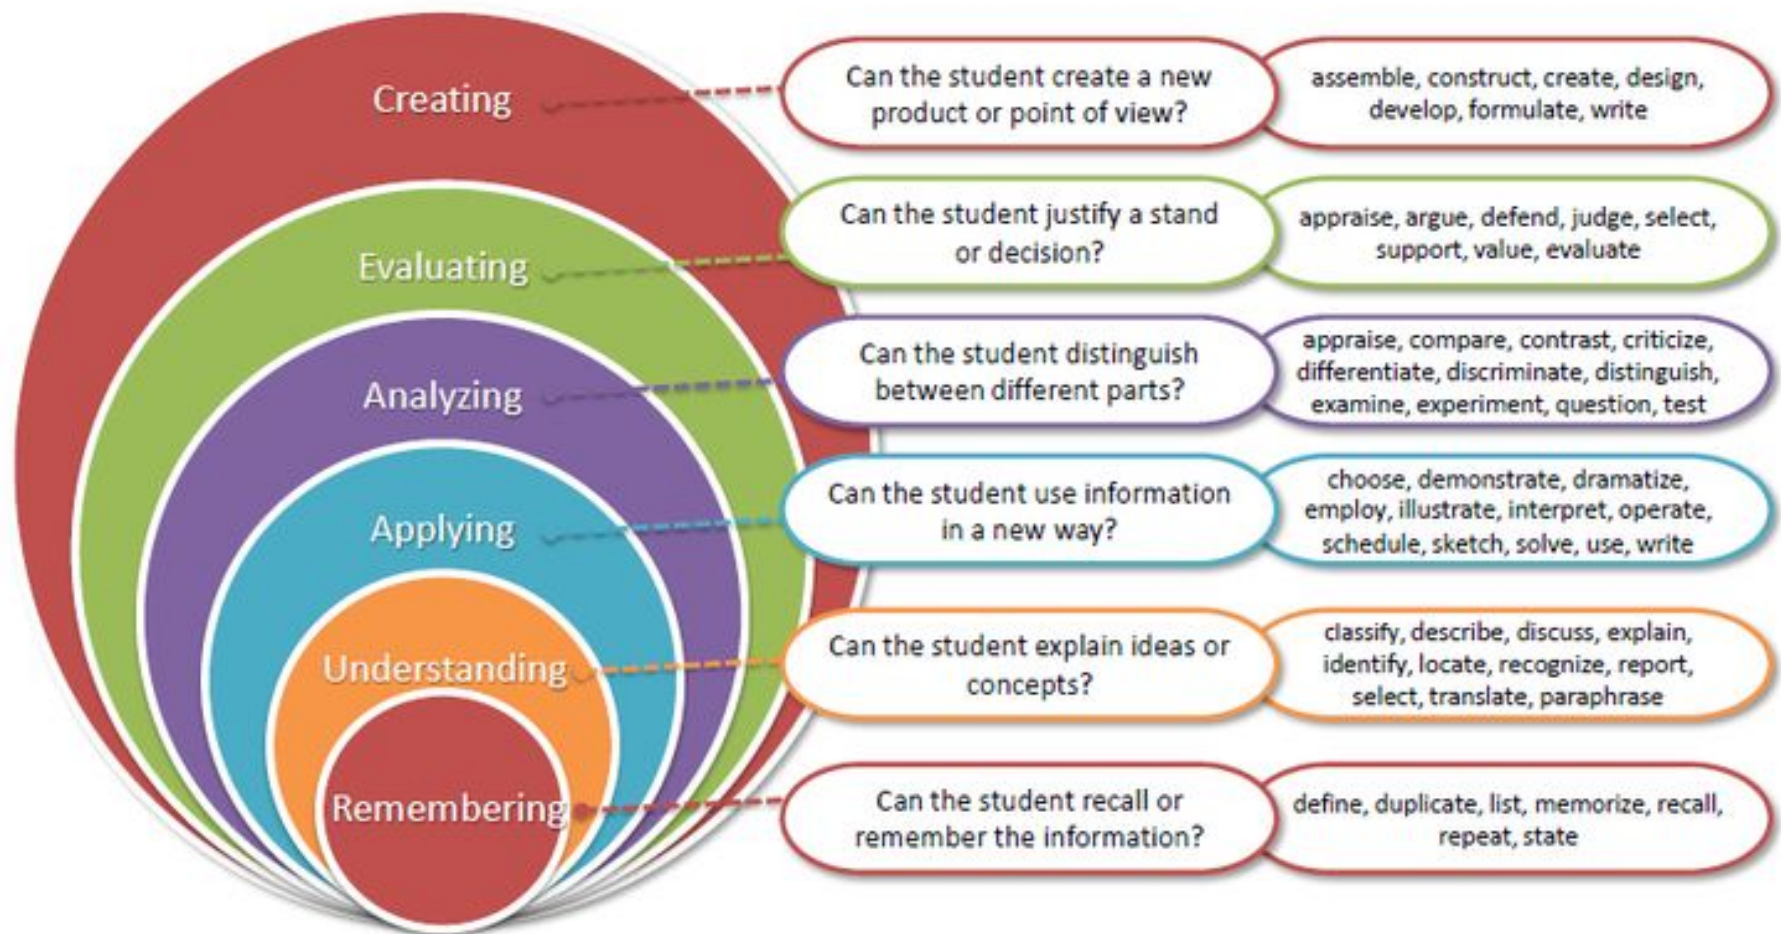 Creating
Can the student create a new
product or point of view?
assemble, construct, create, design,
develop, formulate, write
Evaluating
Can the student justify a stand
or decision?
appraise, argue, defend, judge, select,
support, value, evaluate
Analyzing
Can the student distinguish
between different parts?
appraise, compare, contrast, criticize,
differentiate, discriminate, distinguish,
examine, experiment, question, test
Applying
Can the student use information
in a new way?
choose, demonstrate, dramatize,
employ, illustrate, interpret, operate,
schedule, sketch, solve, use, write
Understanding
Can the student explain ideas or
concepts?
classify, describe, discuss, explain,
identify, locate, recognize, report,
select, translate, paraphrase
Remembering
Can the student recall or
remember the information?
define, duplicate, list, memorize, recall,
repeat, state